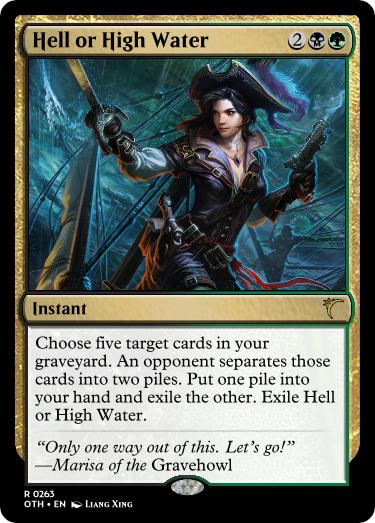 Hell or High Water 2
Instant
Choose five target cards in your
graveyard. An opponent separates those
cards into two piles. Put one pile into
your hand and exile the other. Exile Hell
or High Water.
“Only one way out of this. Let’s go!”
—Marisa of the Gravehowl
R 0263
OTH • EN Liang Xing